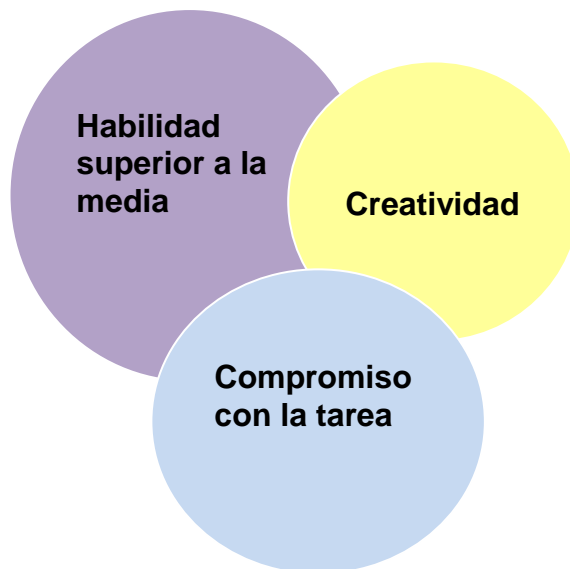 Habilidad
superior a la
media
Creatividad
Compromiso
con la tarea